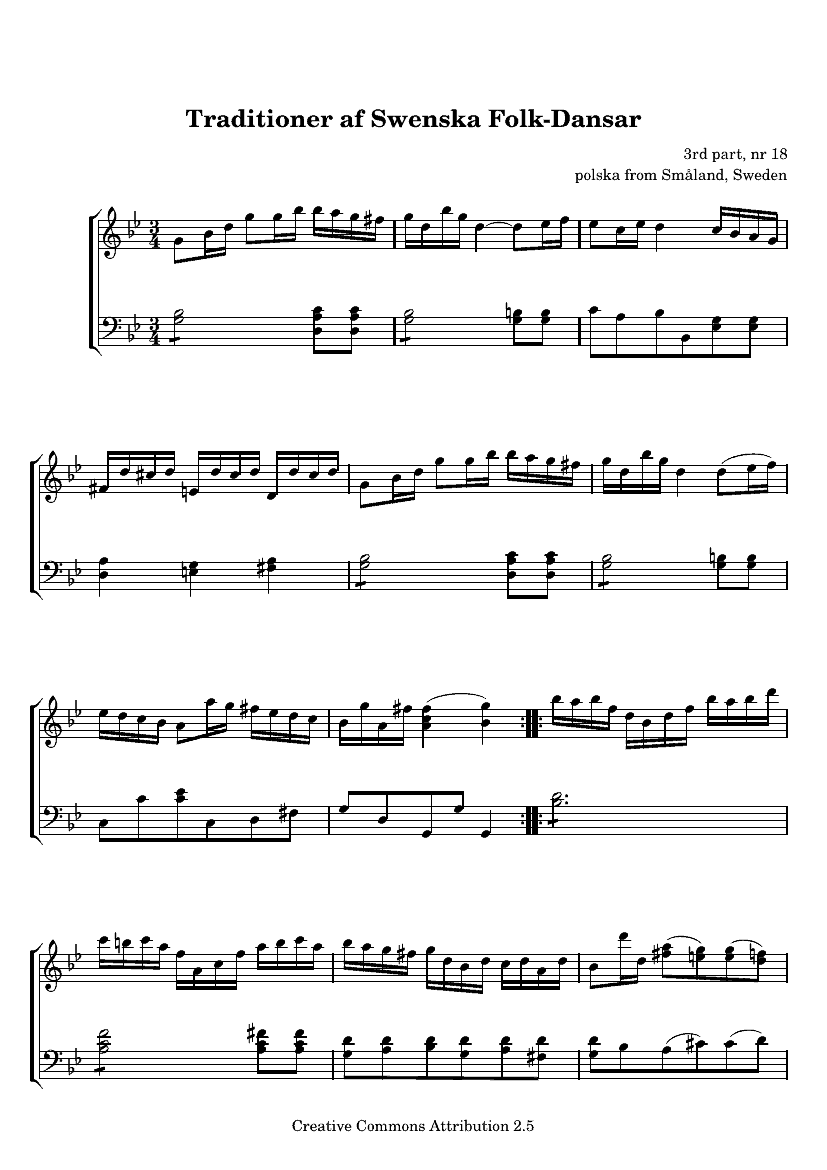 Traditioner af Swenska Folk-Dansar
3rd part, nr 18
polska from Småland, Sweden
Creative Commons Attribution 2.5